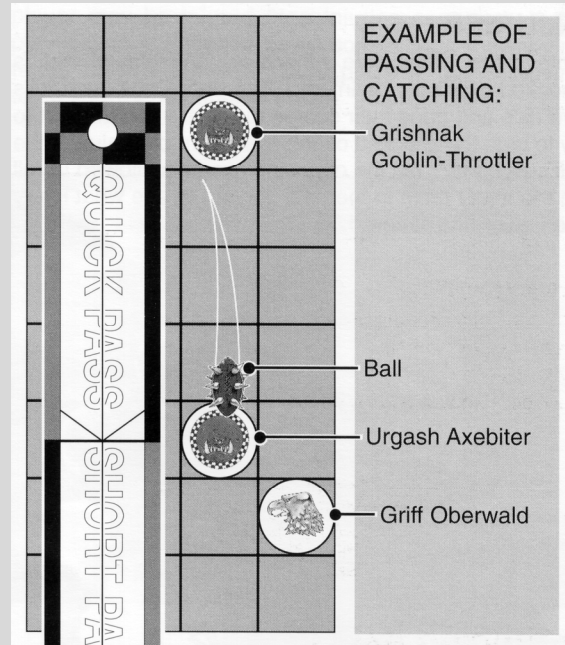 EXAMPLE OF
PASSING AND
CATCHING:
Grishnak
Goblin-Throttler
Ball
Urgash Axebiter
Griff Oberwald
QUICK PASS
SHORT PA